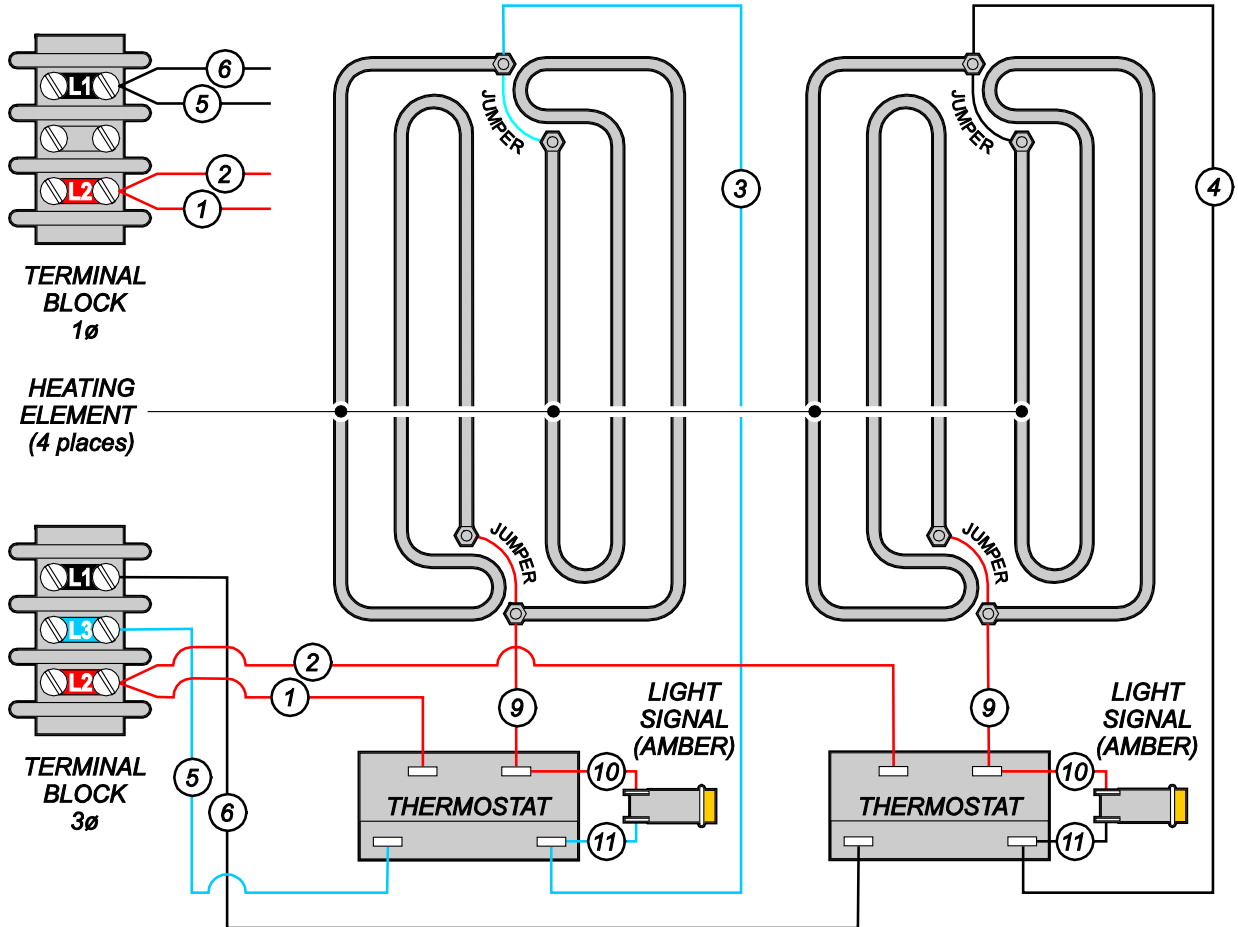 L1
6
5
L2
2
1
TERMINAL
BLOCK
1ø
JUMPER
JUMPER
3
4
HEATING
ELEMENT
(4 places)
JUMPER
JUMPER
L1
L3
L2
2
1
9
9
LIGHT
SIGNAL
(AMBER)
LIGHT
SIGNAL
(AMBER)
TERMINAL
BLOCK
3ø
5
6
THERMOSTAT
10
11
THERMOSTAT
10
11